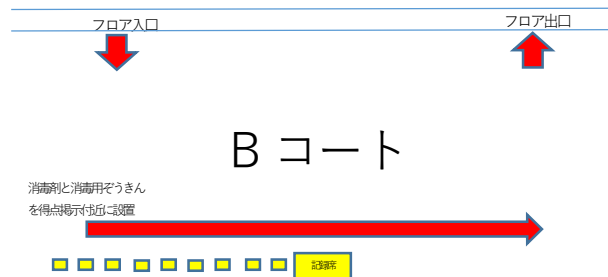 フロア入口
フロア出口
Bコート
消毒剤と消毒用ぞうきん
を得点掲示付近に設置
記録席